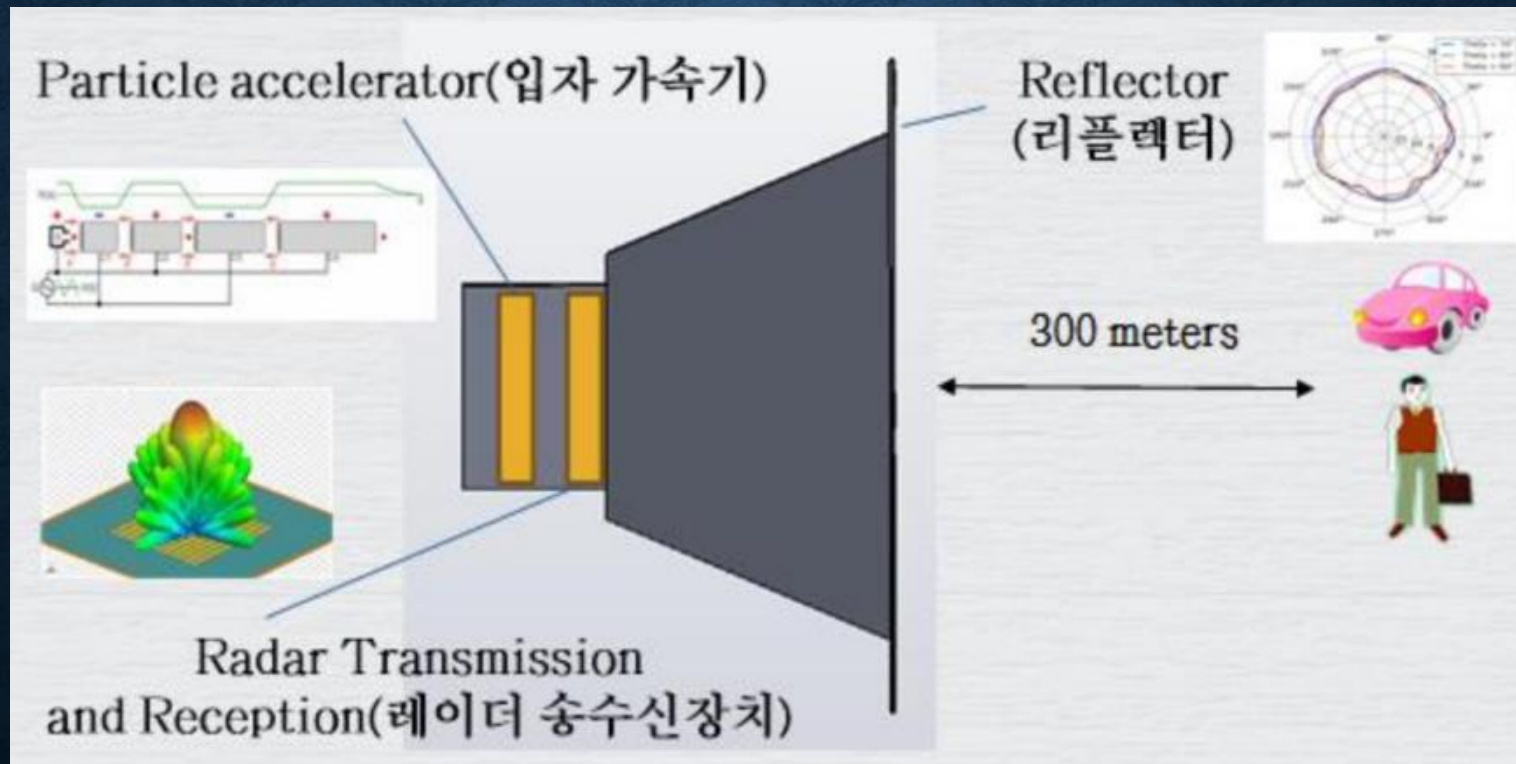 Particle accelerator(입자 가속기)
Reflector
(리플렉터)
300 meters
Radar Transmission
and Reception(레이더 송수신장치)